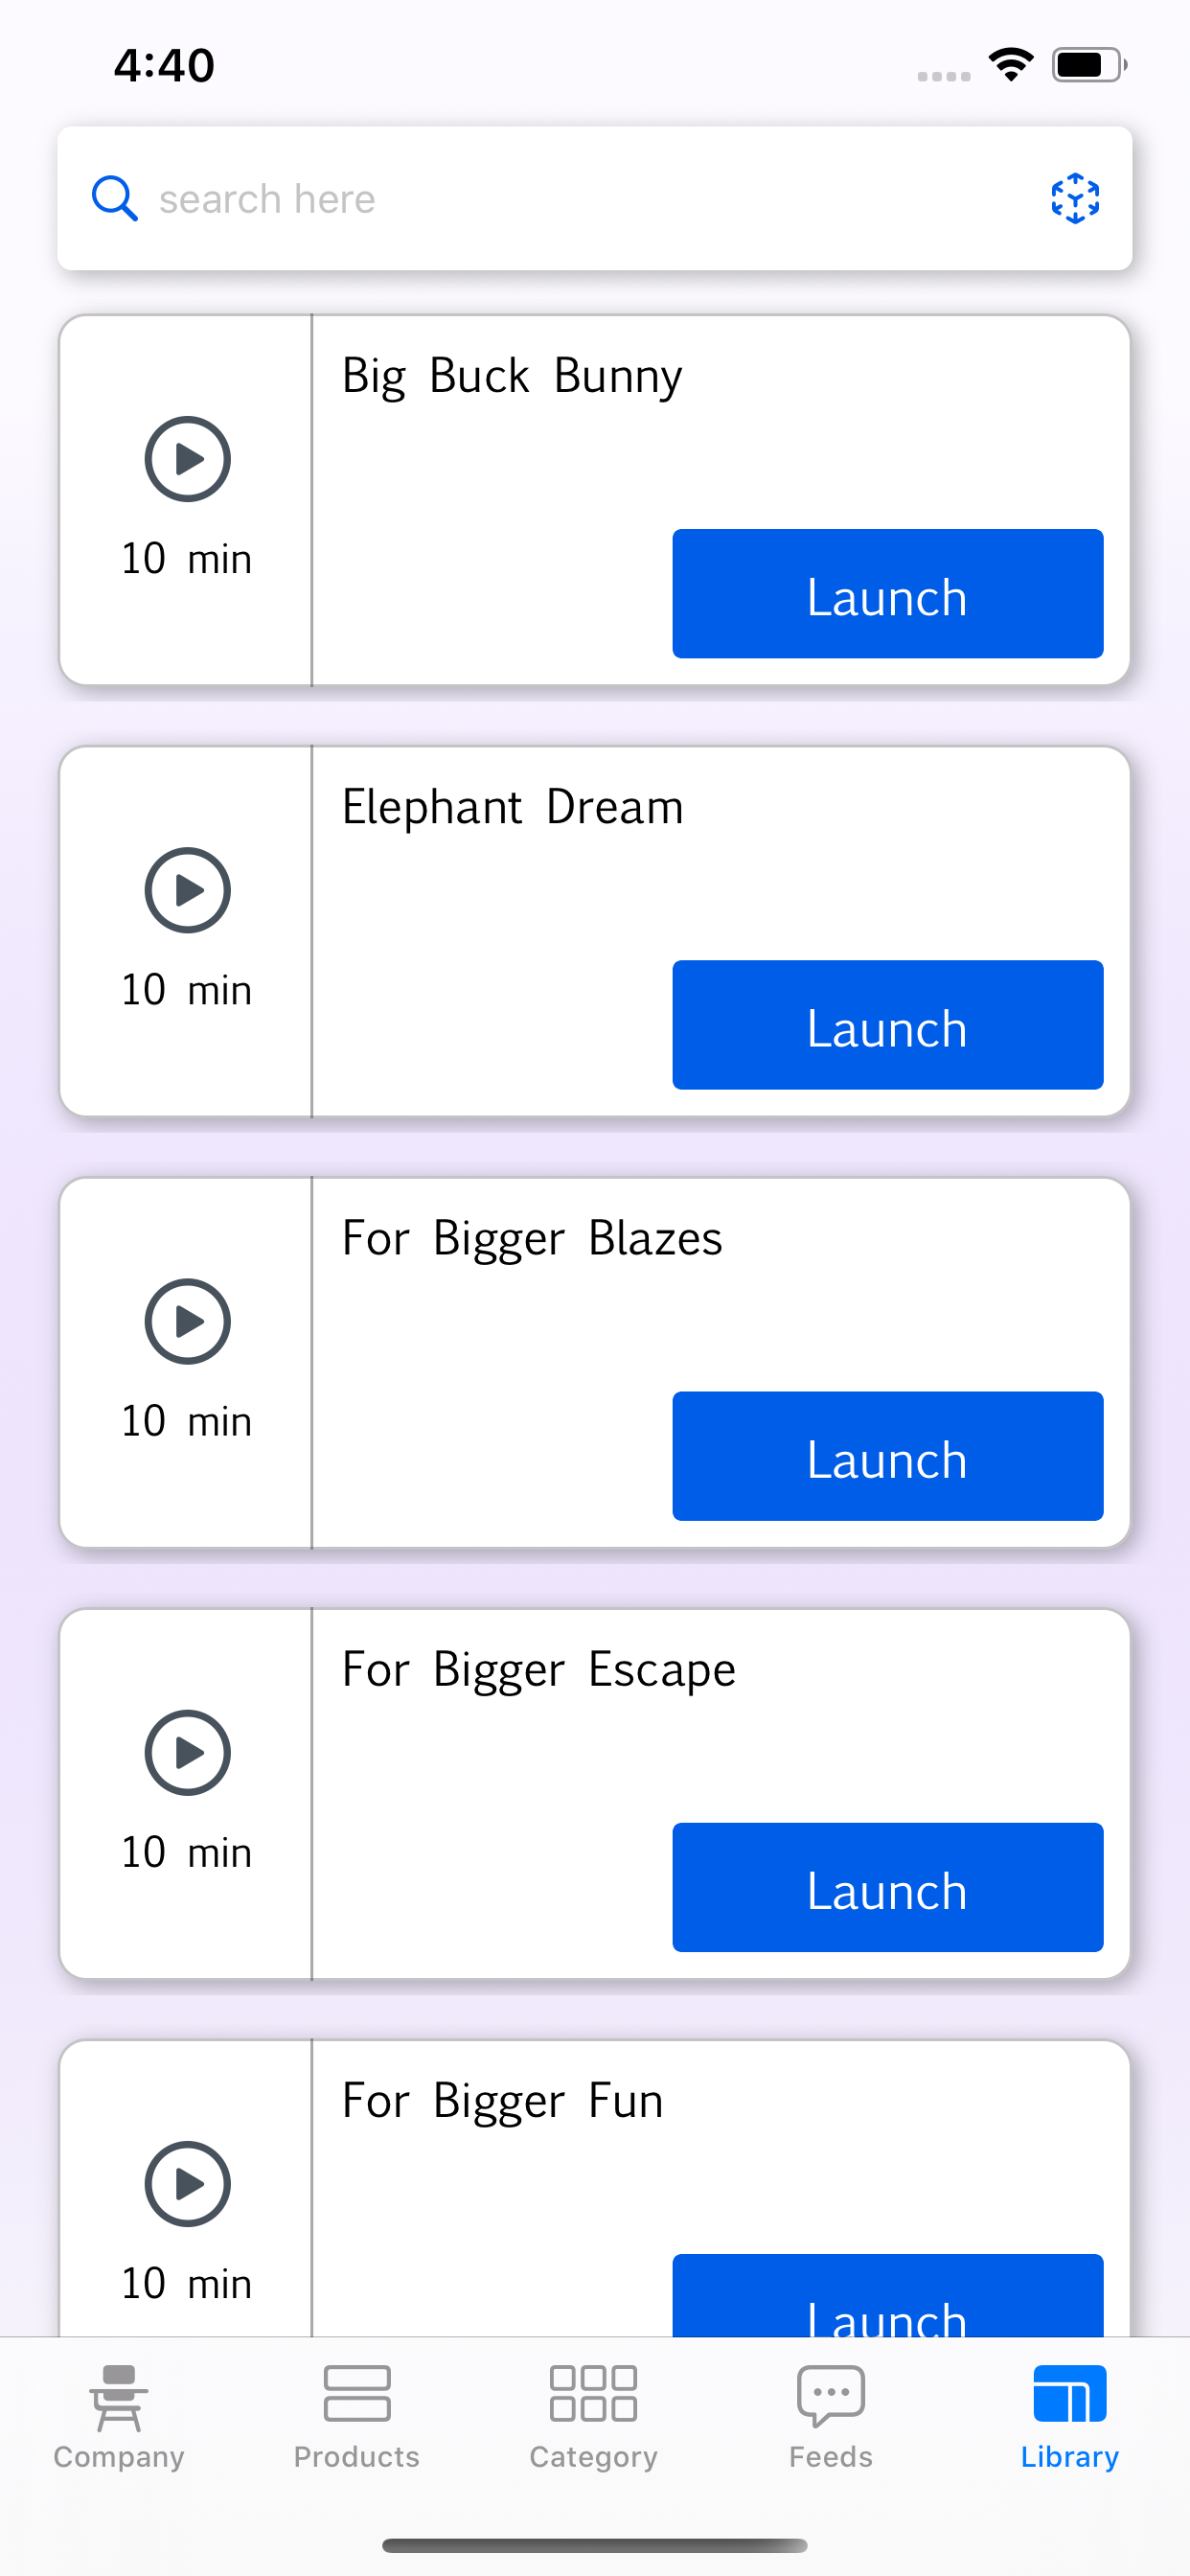 4:40
search here
Big Buck Bunny
10 min
Launch
Elephant Dream
10 min
Launch
For Bigger Blazes
10 min
Launch
For Bigger Escape
10 min
Launch
For Bigger Fun
10 min
Launch
Company Products Category Feeds Library